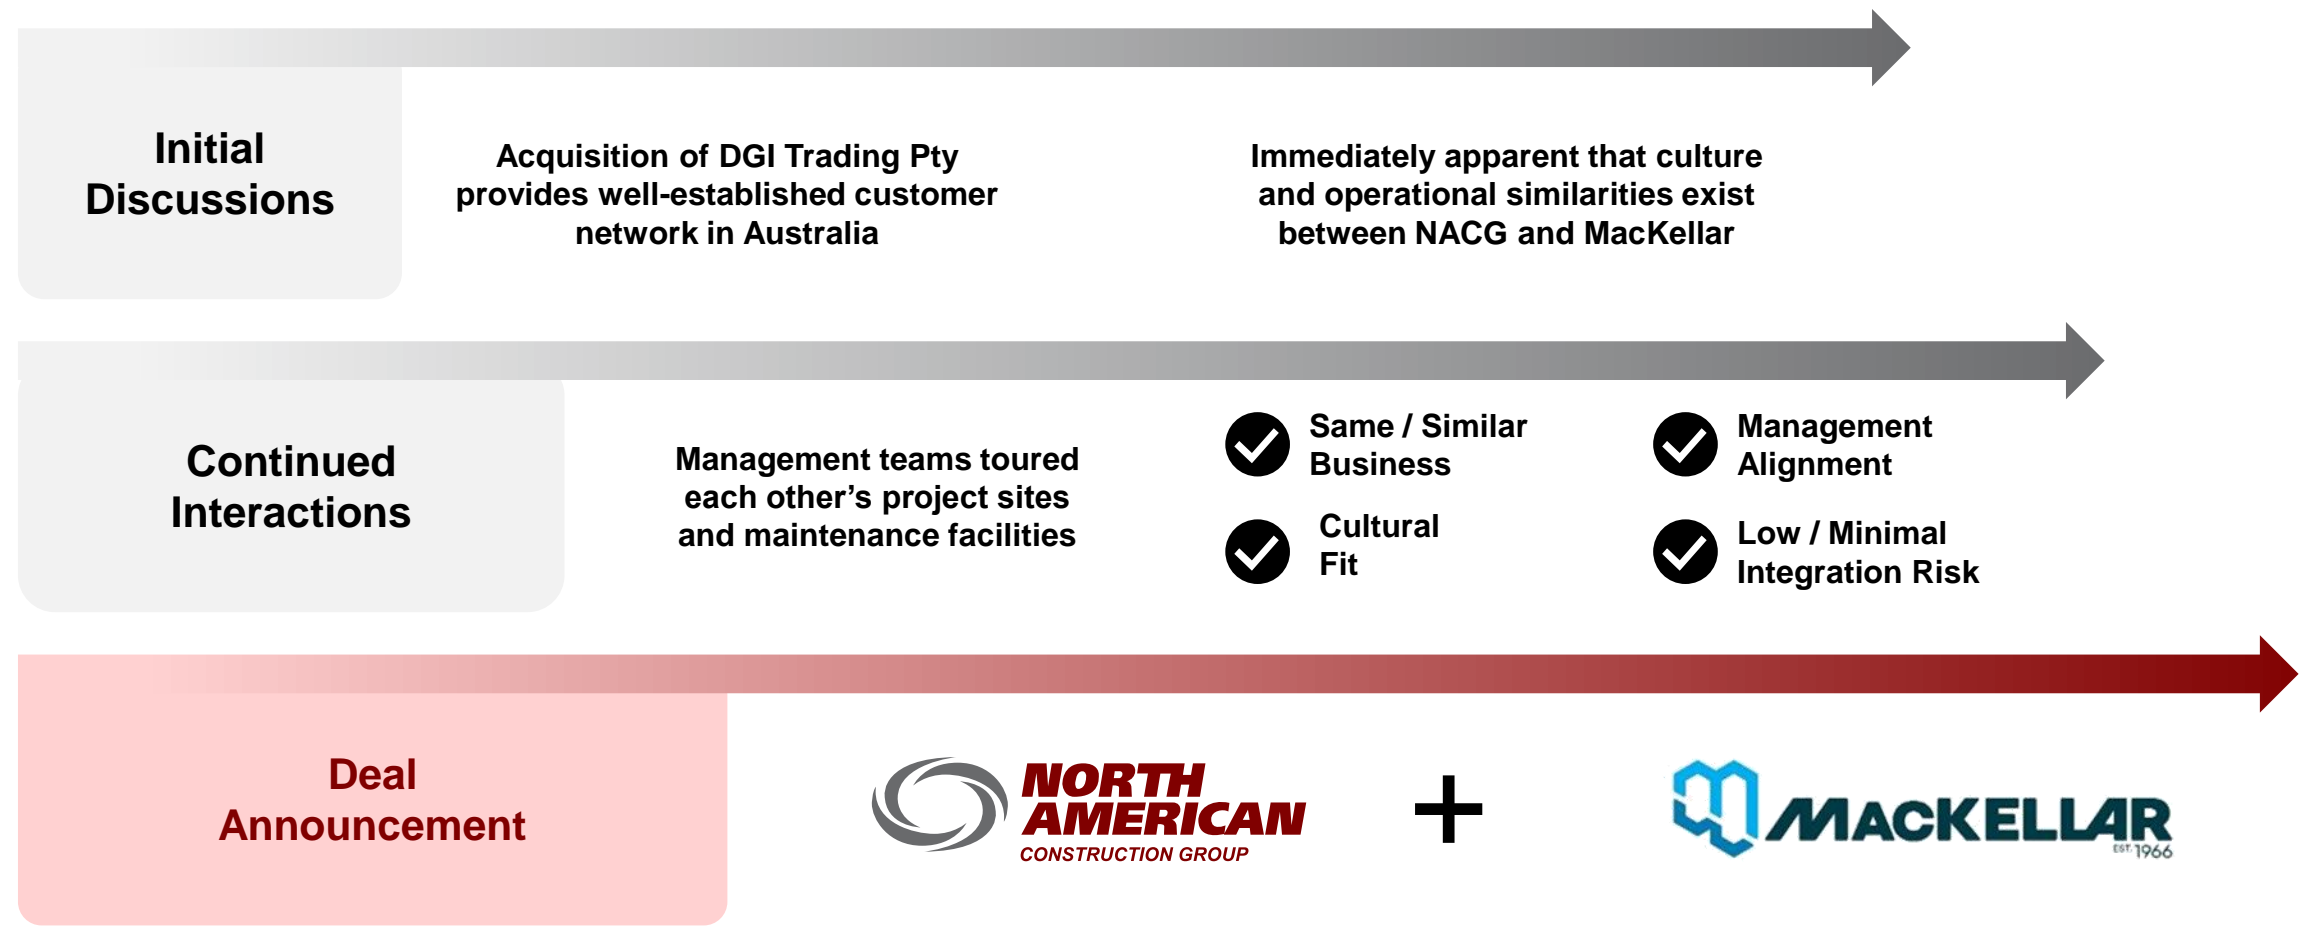 Initial
Discussions
Acquisition of DGI Trading Pty
provides well-established customer
network in Australia
Immediately apparent that culture
and operational similarities exist
between NACG and MacKellar
Continued
Interactions
Management teams toured
each other’s project sites
and maintenance facilities
Same / Similar
Business
Cultural
Fit
Management
Alignment
Low / Minimal
Integration Risk
Deal
Announcement
NORTH
AMERICAN
CONSTRUCTION GROUP
+
MACKELLAR
EST. 1966